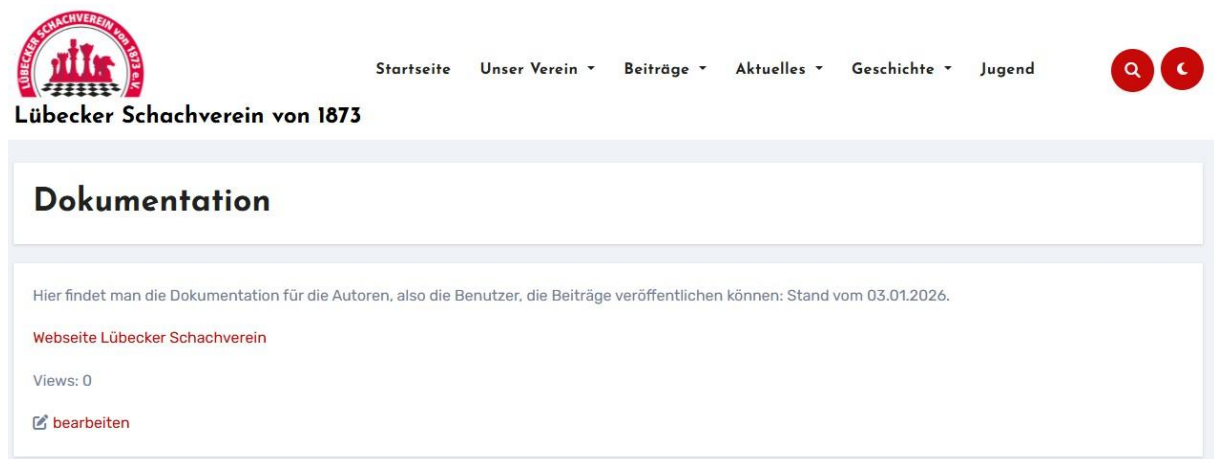 LÜBECKER SCHACHVEREIN von 1873 e.V.
Lübecker Schachverein von 1873
Startseite Unser Verein Beiträge Aktuelles Geschichte Jugend
Dokumentation
Hier findet man die Dokumentation für die Autoren, also die Benutzer, die Beiträge veröffentlichen können: Stand vom 03.01.2026.
Webseite Lübecker Schachverein
Views: 0
bearbeiten